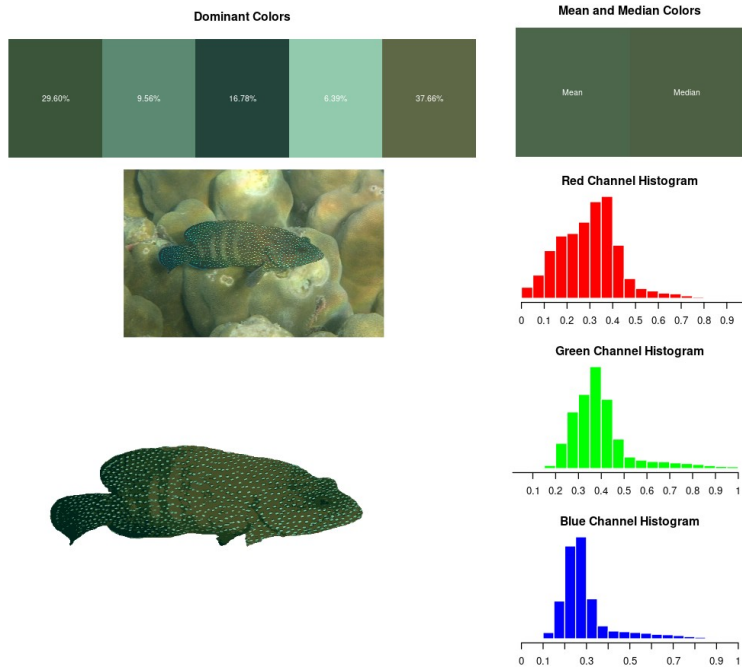 Dominant Colors
29.60% 9.56% 16.78% 6.39% 37.66%
Mean and Median Colors
Mean Median
Red Channel Histogram
0 0.1 0.2 0.3 0.4 0.5 0.6 0.7 0.8 0.9
Green Channel Histogram
0.1 0.2 0.3 0.4 0.5 0.6 0.7 0.8 0.9 1
Blue Channel Histogram
0 0.1 0.3 0.5 0.7 0.9 1